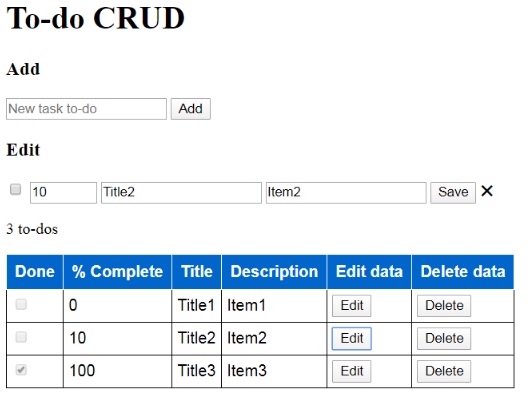 To-do CRUD
Add
New task to-do Add
Edit
10 Title2 Item2 Save ✕
3 to-dos
Done % Complete Title Description Edit data Delete data
0 Title1 Item1 Edit Delete
10 Title2 Item2 Edit Delete
100 Title3 Item3 Edit Delete